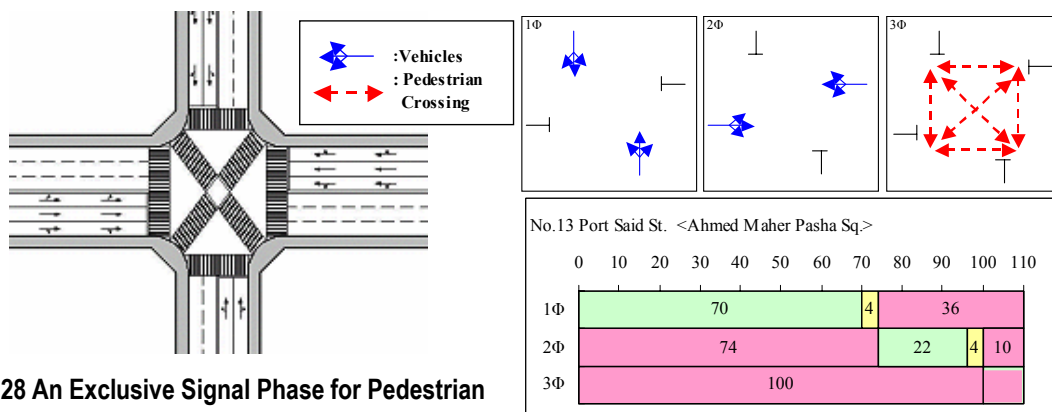 :Vehicles
: Pedestrian
Crossing
1Φ
2Φ
3Φ
No.13 Port Said St. <Ahmed Maher Pasha Sq.>
0 10 20 30 40 50 60 70 80 90 100 110
1Φ 70 4 36
2Φ 74 22 4 10
3Φ 100
28 An Exclusive Signal Phase for Pedestrian